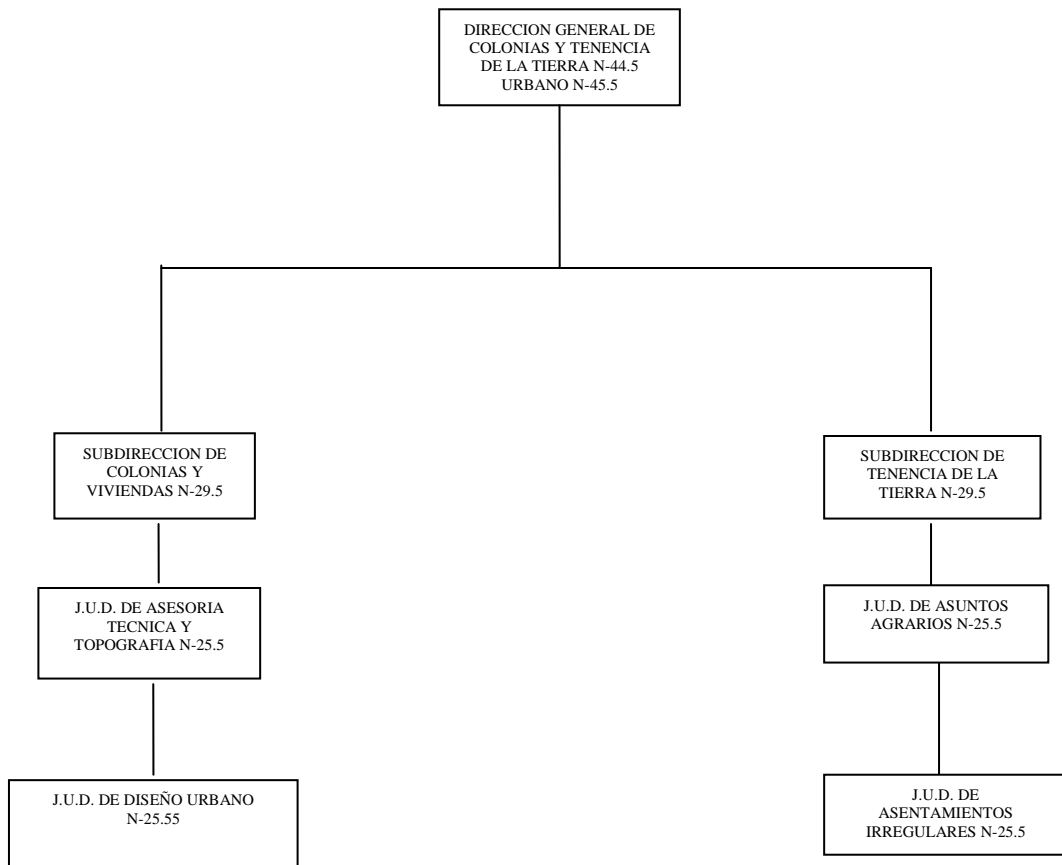 DIRECCION GENERAL DE
COLONIAS Y TENENCIA
DE LA TIERRA N-44.5
URBANO N-45.5
SUBDIRECCION DE
COLONIAS Y
VIVIENDAS N-29.5
SUBDIRECCION DE
TENENCIA DE LA
TIERRA N-29.5
J.U.D. DE ASESORIA
TECNICA Y
TOPOGRAFIA N-25.5
J.U.D. DE ASUNTOS
AGRARIOS N-25.5
J.U.D. DE DISEÑO URBANO
N-25.55
J.U.D. DE
ASENTAMIENTOS
IRREGULARES N-25.5